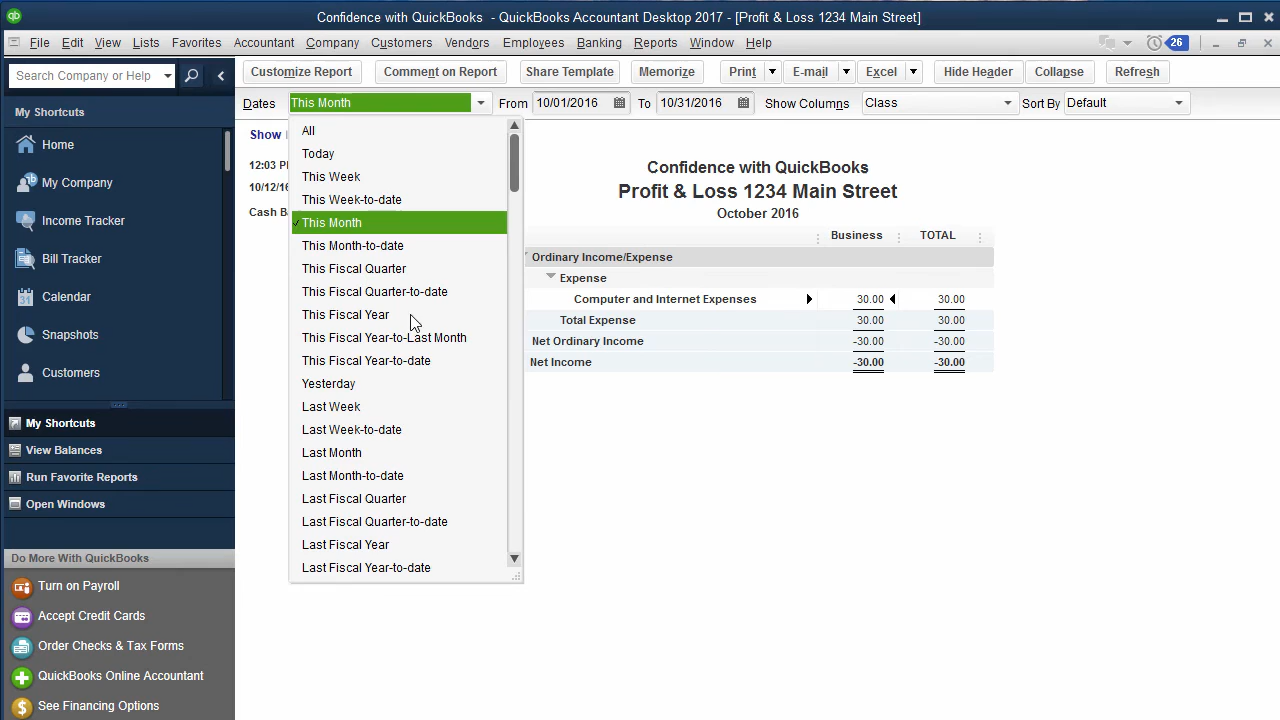 qb
Confidence with QuickBooks - QuickBooks Accountant Desktop 2017 - [Profit & Loss 1234 Main Street]
File Edit View Lists Favorites Accountant Company Customers Vendors Employees Banking Reports Window Help 26
Search Company or Help
Customize Report Comment on Report Share Template Memorize Print E-mail Excel Hide Header Collapse Refresh
Dates This Month From 10/01/2016 To 10/31/2016 Show Columns Class Sort By Default
My Shortcuts
Home
qb My Company
Income Tracker
Bill Tracker
31 Calendar
Snapshots
Customers
My Shortcuts
View Balances
Run Favorite Reports
Open Windows
Do More With QuickBooks
Turn on Payroll
Accept Credit Cards
Order Checks & Tax Forms
QuickBooks Online Accountant
$ See Financing Options
All
Today
This Week
This Week-to-date
✓ This Month
This Month-to-date
This Fiscal Quarter
This Fiscal Quarter-to-date
This Fiscal Year
This Fiscal Year-to-Last Month
This Fiscal Year-to-date
Yesterday
Last Week
Last Week-to-date
Last Month
Last Month-to-date
Last Fiscal Quarter
Last Fiscal Quarter-to-date
Last Fiscal Year
Last Fiscal Year-to-date
Show
12:03 P
10/12/16
Cash B
Confidence with QuickBooks
Profit & Loss 1234 Main Street
October 2016
Business TOTAL
Ordinary Income/Expense
Expense
Computer and Internet Expenses 30.00 30.00
Total Expense 30.00 30.00
Net Ordinary Income -30.00 -30.00
Net Income -30.00 -30.00